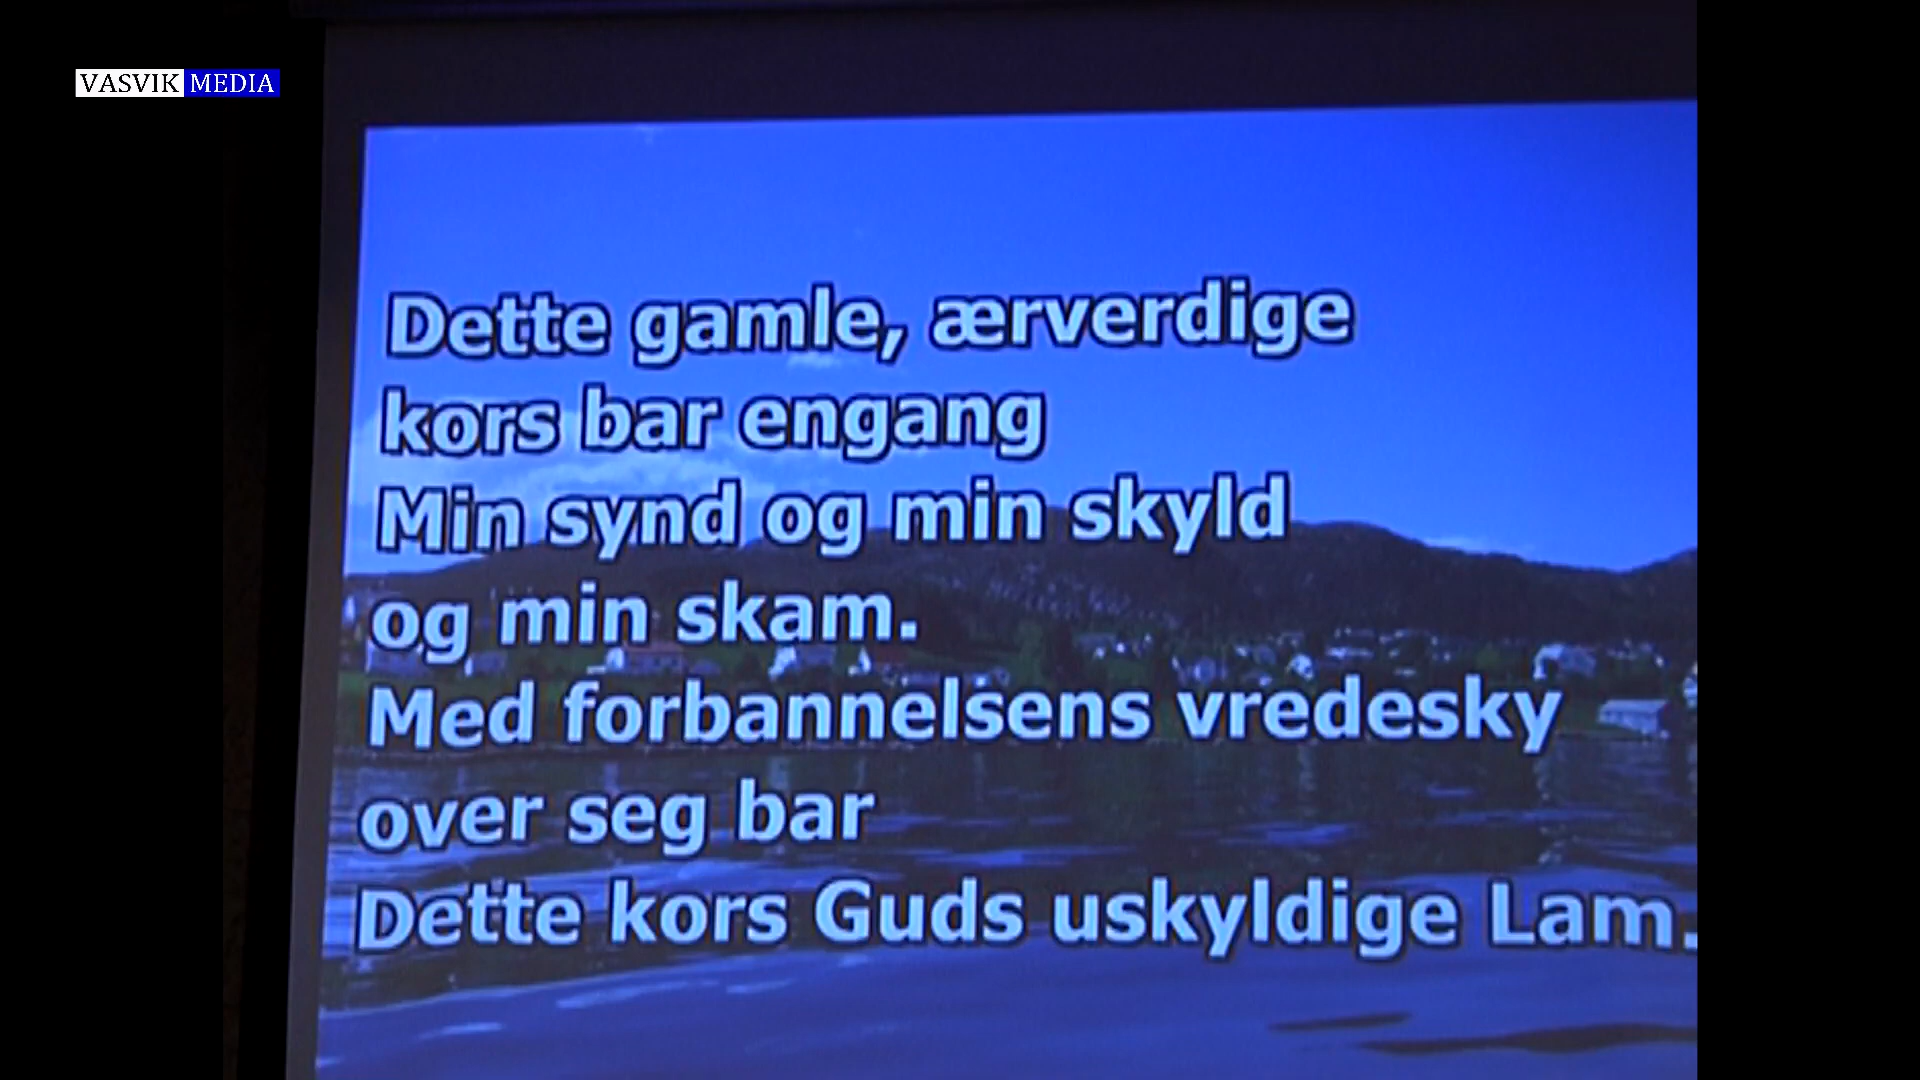 VASVIK MEDIA
Dette gamle, ærverdige
kors bar engang
Min synd og min skyld
og min skam.
Med forbannelsens vredesky
over seg bar
Dette kors Guds uskyldige Lam.